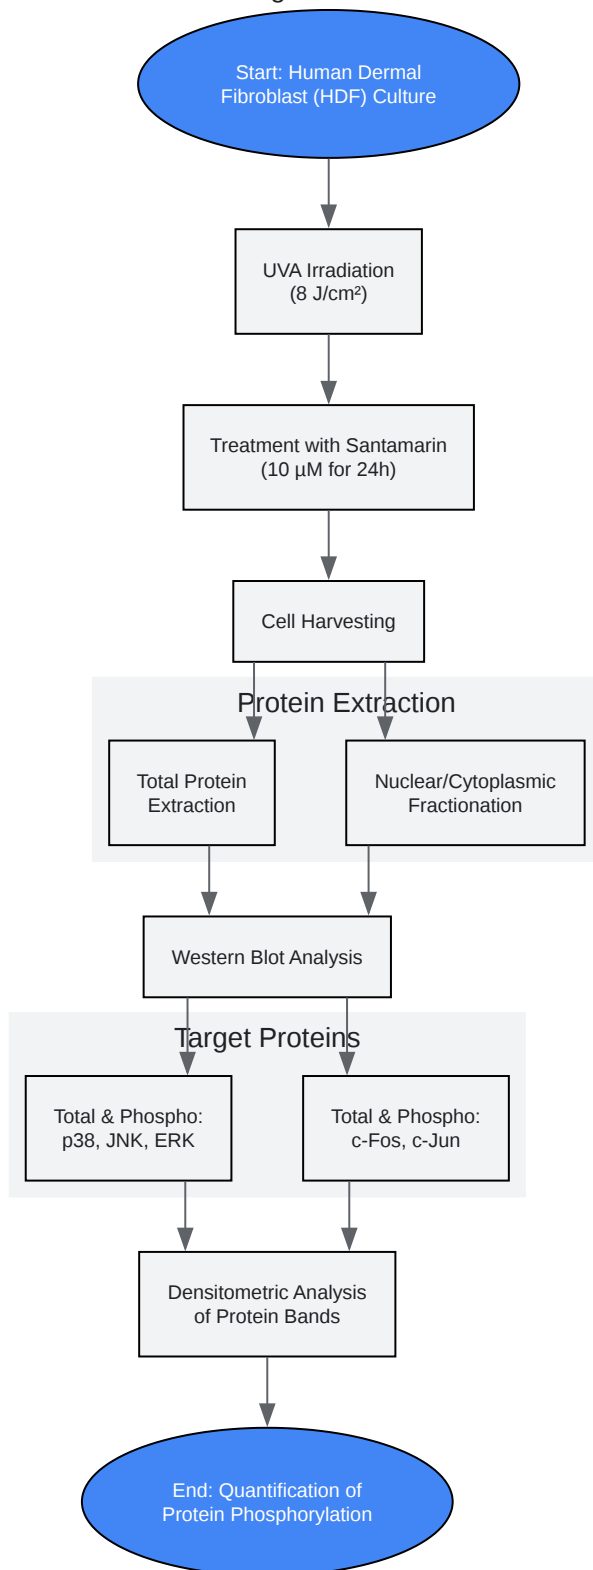 Start: Human Dermal
Fibroblast (HDF) Culture
UVA Irradiation
(8 J/cm²)
Treatment with Santamarin
(10 µM for 24h)
Cell Harvesting
Protein Extraction
Total Protein
Extraction
Nuclear/Cytoplasmic
Fractionation
Western Blot Analysis
Target Proteins
Total & Phospho:
p38, JNK, ERK
Total & Phospho:
c-Fos, c-Jun
Densitometric Analysis
of Protein Bands
End: Quantification of
Protein Phosphorylation